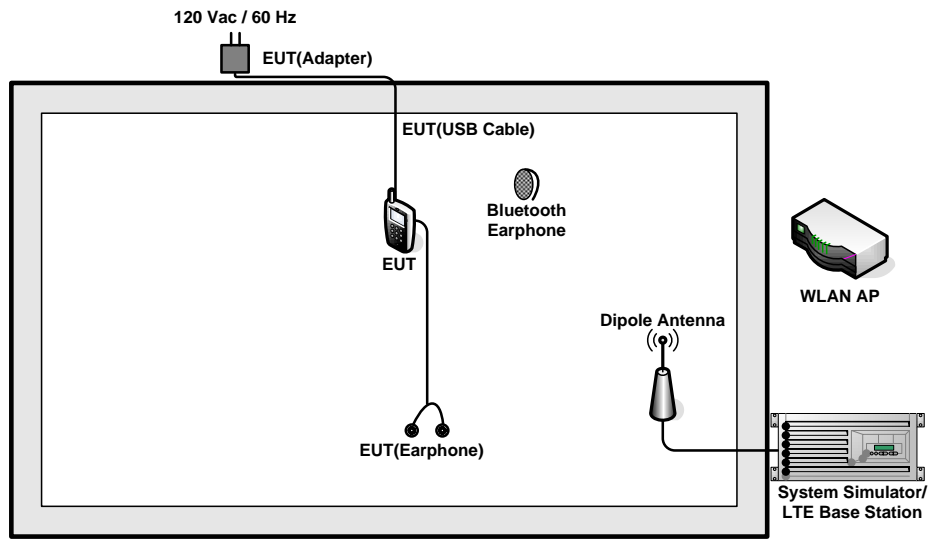 120 Vac / 60 Hz
EUT(Adapter)
EUT(USB Cable)
Bluetooth
Earphone
EUT
WLAN AP
Dipole Antenna
EUT(Earphone)
System Simulator/
LTE Base Station